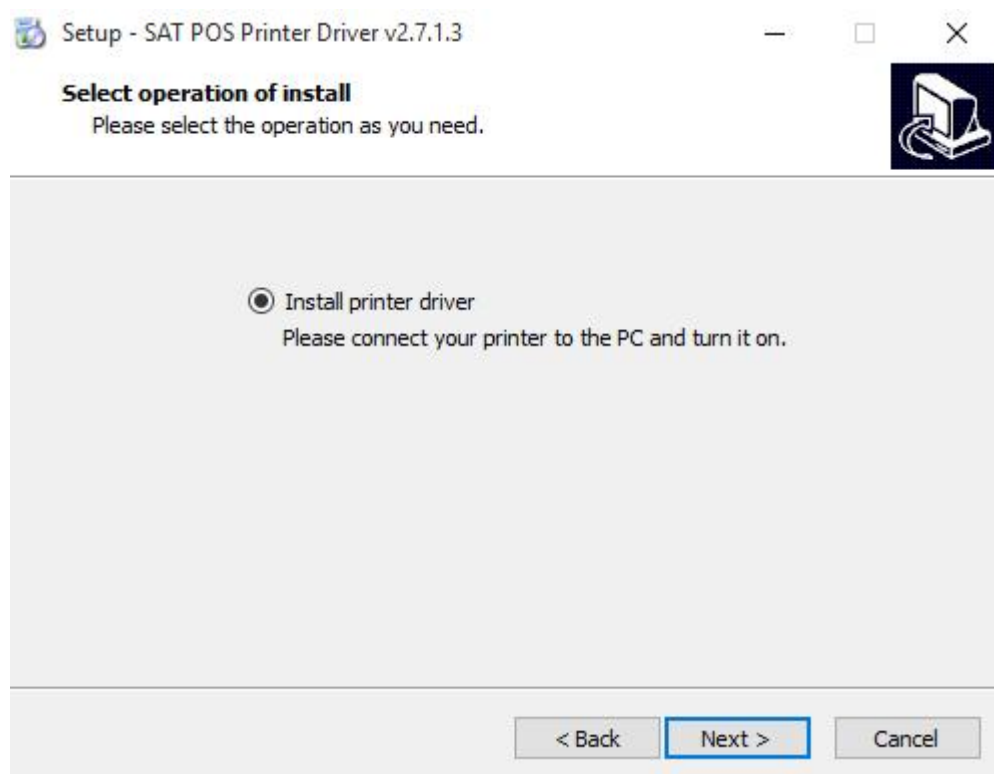 Setup - SAT POS Printer Driver v2.7.1.3
Select operation of install
Please select the operation as you need.
Install printer driver
Please connect your printer to the PC and turn it on.
< Back Next > Cancel